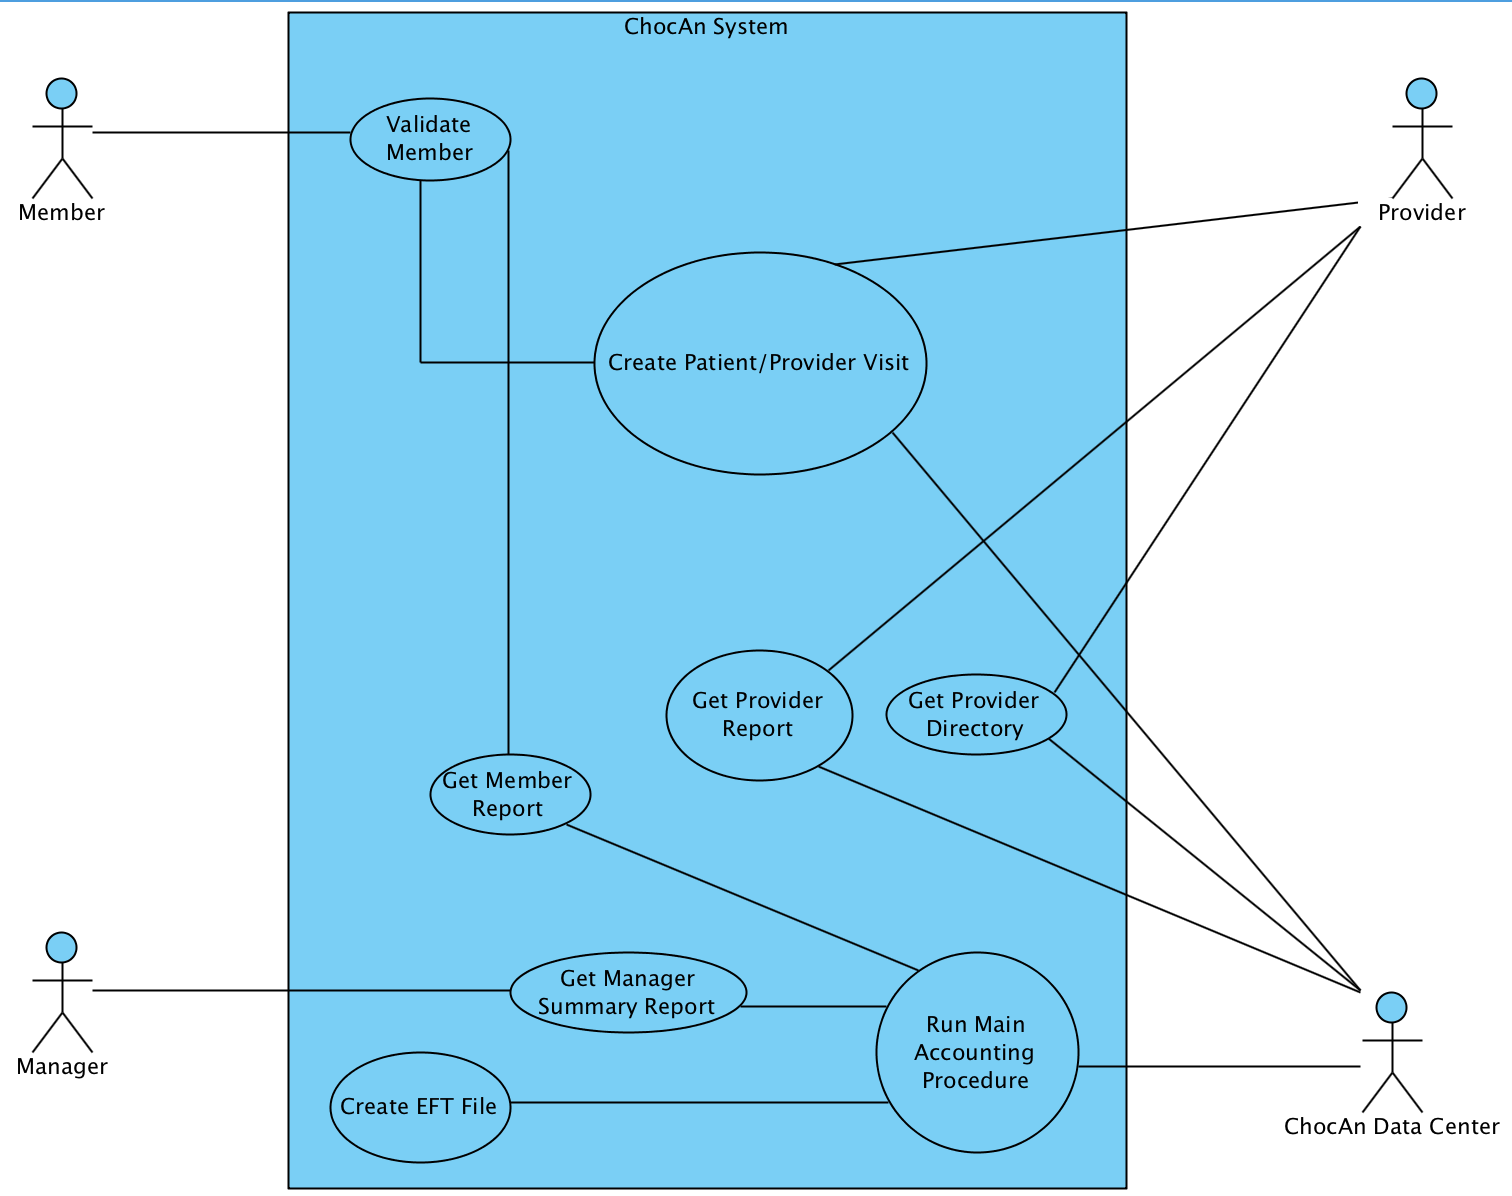 ChocAn System
Validate
Member
Member
Provider
Create Patient/Provider Visit
Get Provider
Report
Get Provider
Directory
Get Member
Report
Get Manager
Summary Report
Manager
Run Main
Accounting
Procedure
Create EFT File
ChocAn Data Center